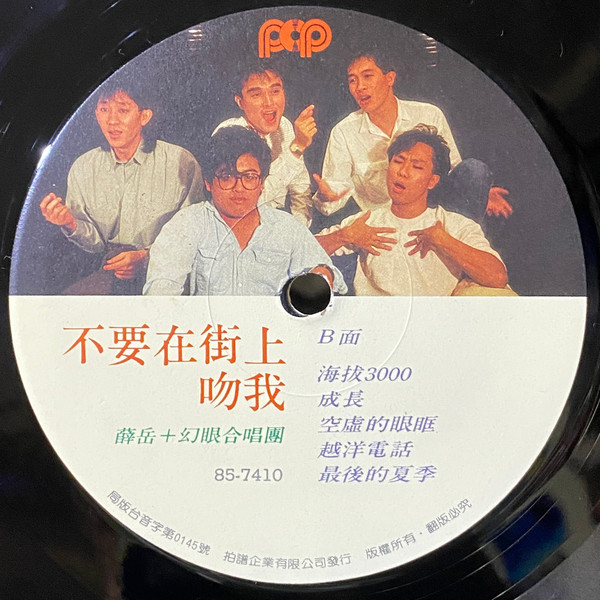 pop
不要在街上
吻我
薛岳＋幻眼合唱團
85-7410
B面
海拔3000
成長
空虛的眼眶
越洋電話
最後的夏季
局版台音字第0145號 拍譜企業有限公司發行 版權所有・翻版必究